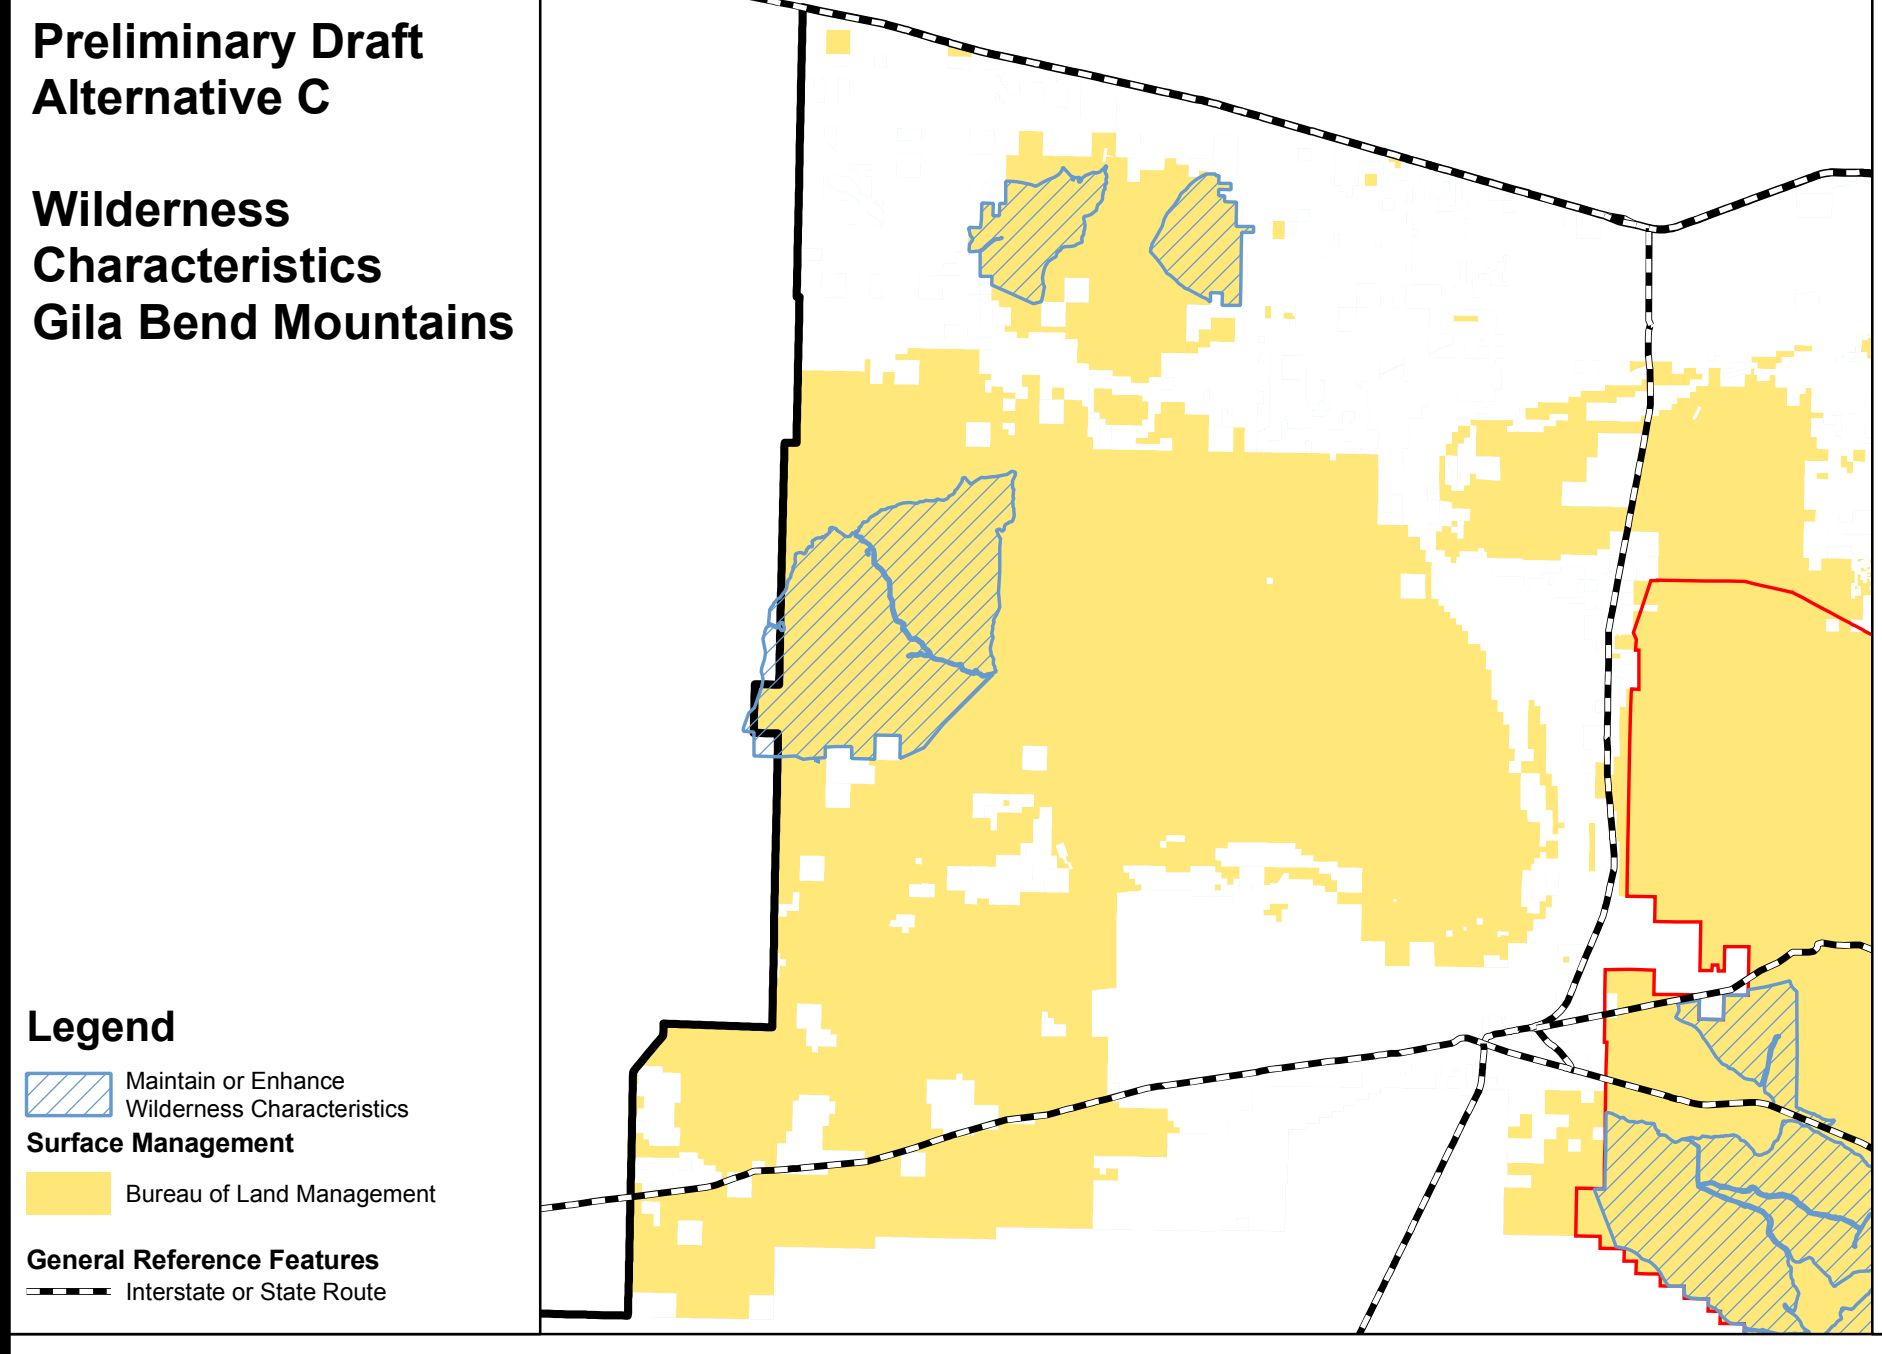 Preliminary Draft
Alternative C
Wilderness
Characteristics
Gila Bend Mountains
Legend
Maintain or Enhance
Wilderness Characteristics
Surface Management
Bureau of Land Management
General Reference Features
Interstate or State Route